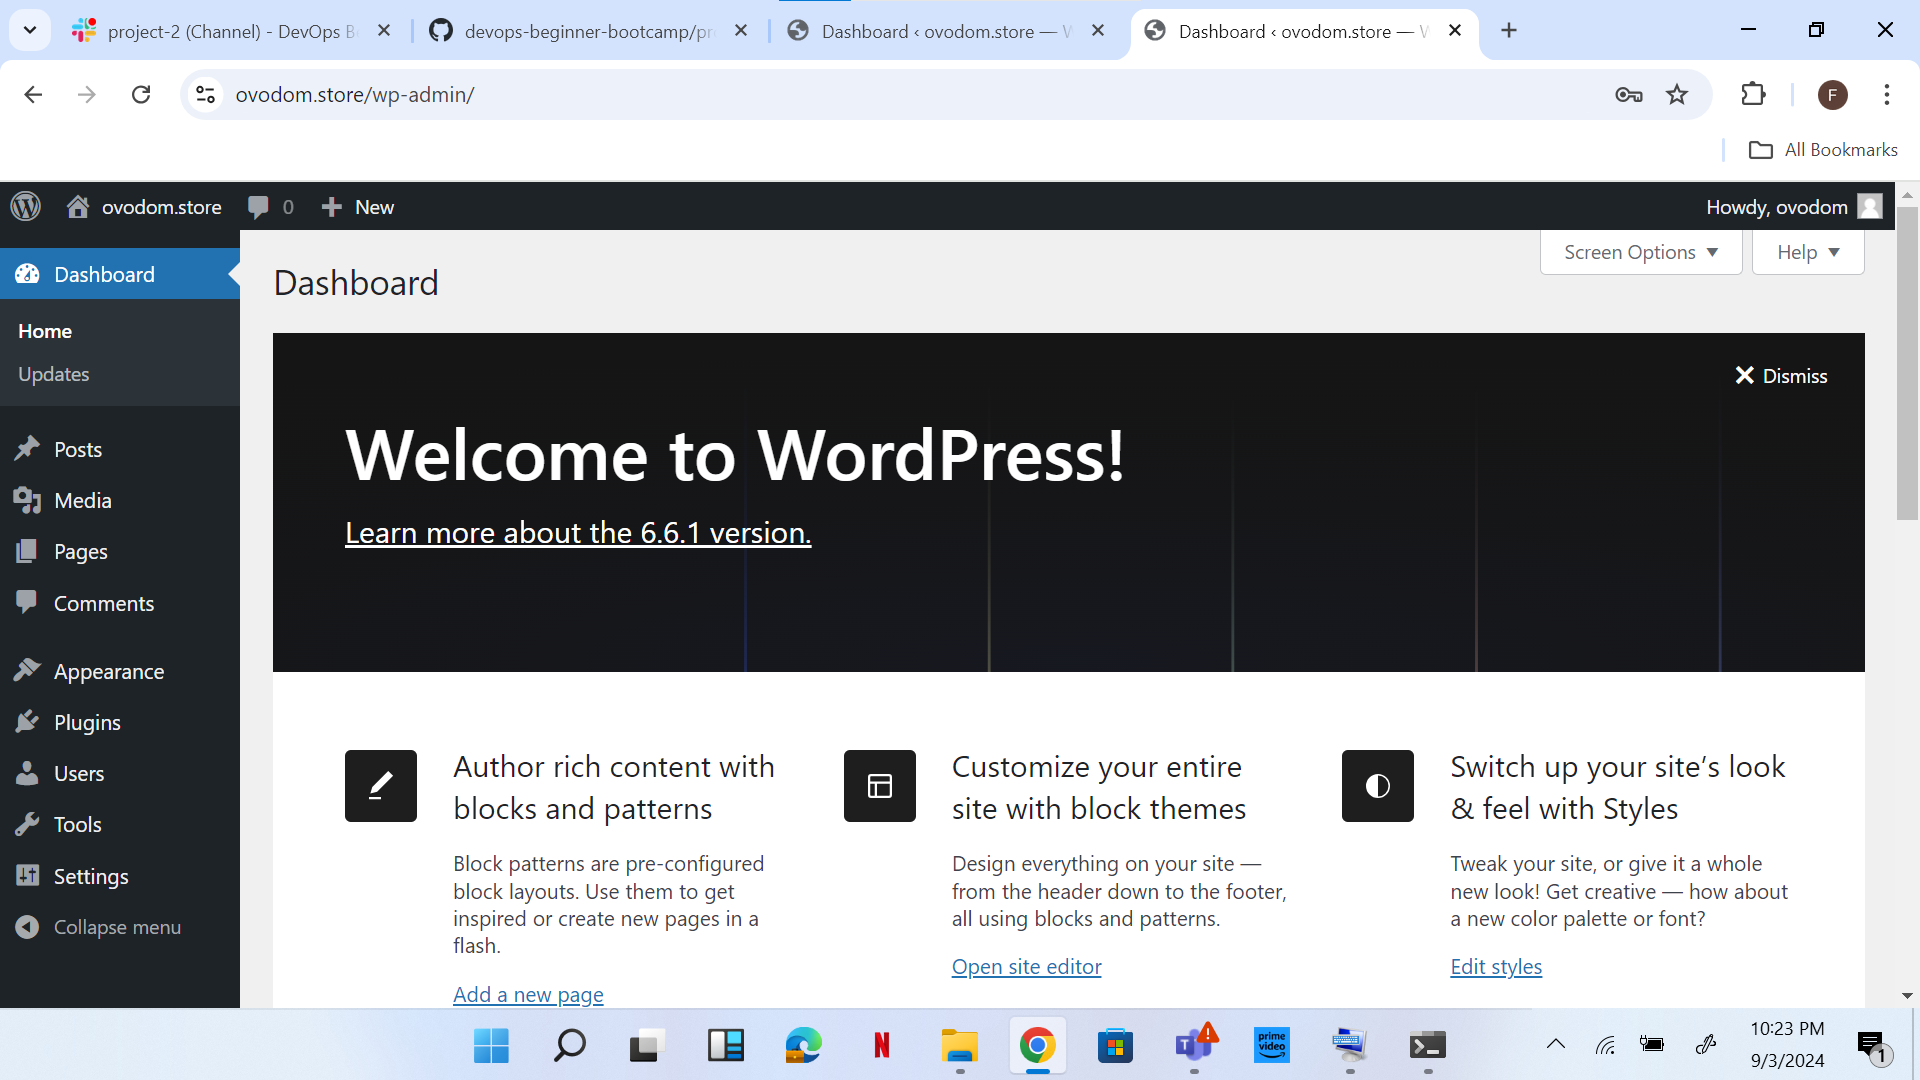 project-2 (Channel) - DevOps B
devops-beginner-bootcamp/pr
Dashboard ‹ ovodom.store — W
Dashboard ‹ ovodom.store — W
ovodom.store/wp-admin/
F
All Bookmarks
ovodom.store
0
New
Howdy, ovodom
Screen Options
Help
Dashboard
Home
Updates
Posts
Media
Pages
Comments
Appearance
Plugins
Users
Tools
Settings
Collapse menu
Dashboard
Dismiss
Welcome to WordPress!
Learn more about the 6.6.1 version.
Author rich content with
blocks and patterns
Block patterns are pre-configured
block layouts. Use them to get
inspired or create new pages in a
flash.
Add a new page
Customize your entire
site with block themes
Design everything on your site —
from the header down to the footer,
all using blocks and patterns.
Open site editor
Switch up your site’s look
& feel with Styles
Tweak your site, or give it a whole
new look! Get creative — how about
a new color palette or font?
Edit styles
N
prime
video
10:23 PM
9/3/2024
1